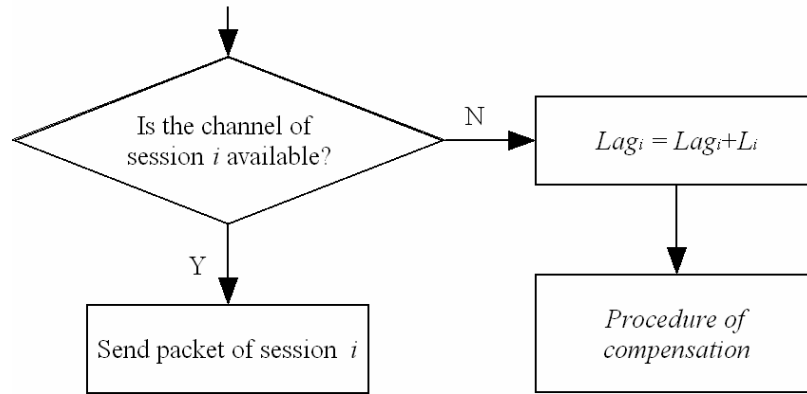 Is the channel of
session i available?
N
Lagi = Lagi+Li
Y
Send packet of session i
Procedure of
compensation